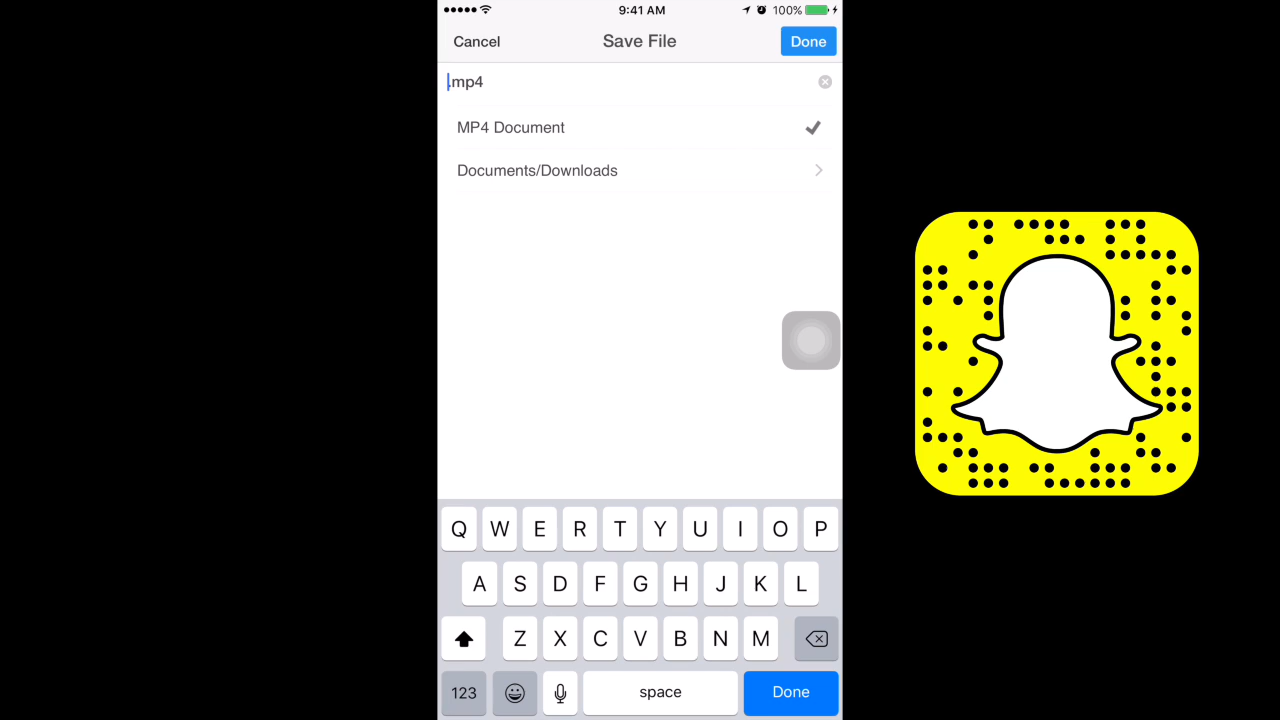 9:41 AM 100%
Cancel Save File Done
.mp4
MP4 Document
Documents/Downloads
Q W E R T Y U I O P
A S D F G H J K L
Z X C V B N M
123 space Done